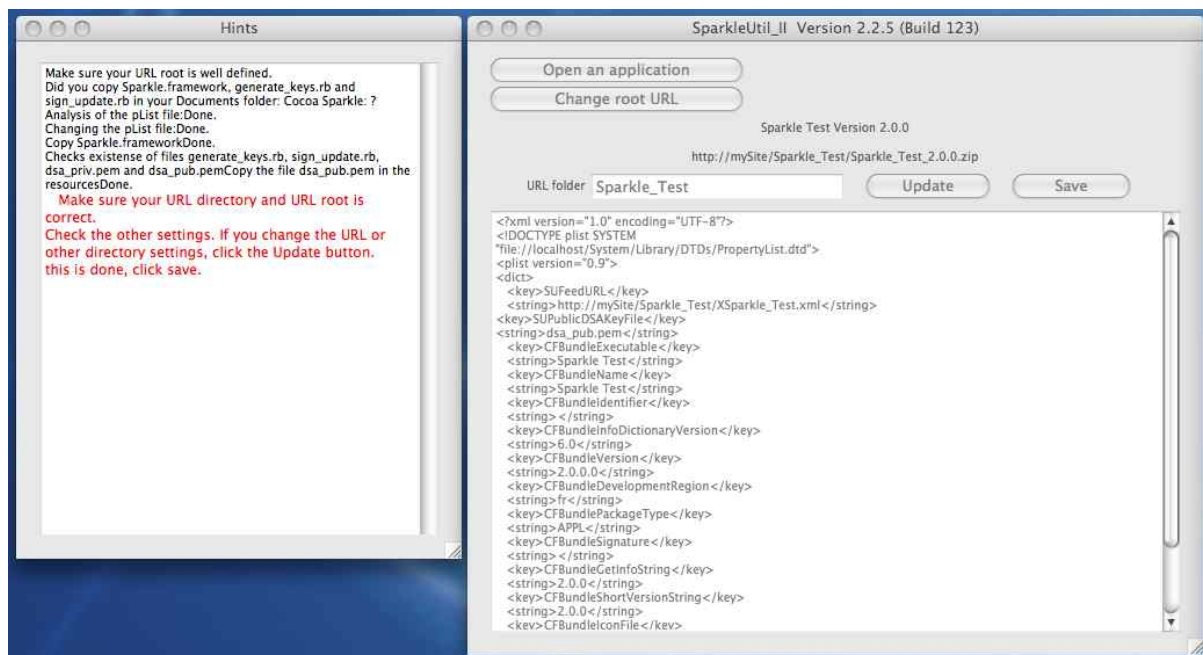 Hints
Make sure your URL root is well defined.
Did you copy Sparkle.framework, generate_keys.rb and
sign_update.rb in your Documents folder: Cocoa Sparkle: ?
Analysis of the pList file:Done.
Changing the pList file:Done.
Copy Sparkle.frameworkDone.
Checks existense of files generate_keys.rb, sign_update.rb,
dsa_priv.pem and dsa_pub.pemCopy the file dsa_pub.pem in the
resourcesDone.
Make sure your URL directory and URL root is
correct.
Check the other settings. If you change the URL or
other directory settings, click the Update button.
this is done, click save.
SparkleUtil_II Version 2.2.5 (Build 123)
Open an application
Change root URL
Sparkle Test Version 2.0.0
http://mySite/Sparkle_Test/Sparkle_Test_2.0.0.zip
URL folder Sparkle_Test Update Save
<?xml version="1.0" encoding="UTF-8"?>
<!DOCTYPE plist SYSTEM
"file://localhost/System/Library/DTDs/PropertyList.dtd">
<plist version="0.9">
<dict>
<key>SUFeedURL</key>
<string>http://mySite/Sparkle_Test/XSparkle_Test.xml</string>
<key>SUPublicDSAKeyFile</key>
<string>dsa_pub.pem</string>
<key>CFBundleExecutable</key>
<string>Sparkle Test</string>
<key>CFBundleName</key>
<string>Sparkle Test</string>
<key>CFBundleIdentifier</key>
<string></string>
<key>CFBundleInfoDictionaryVersion</key>
<string>6.0</string>
<key>CFBundleVersion</key>
<string>2.0.0.0</string>
<key>CFBundleDevelopmentRegion</key>
<string>fr</string>
<key>CFBundlePackageType</key>
<string>APPL</string>
<key>CFBundleSignature</key>
<string></string>
<key>CFBundleGetInfoString</key>
<string>2.0.0</string>
<key>CFBundleShortVersionString</key>
<string>2.0.0</string>
<key>CFBundleIconFile</key>